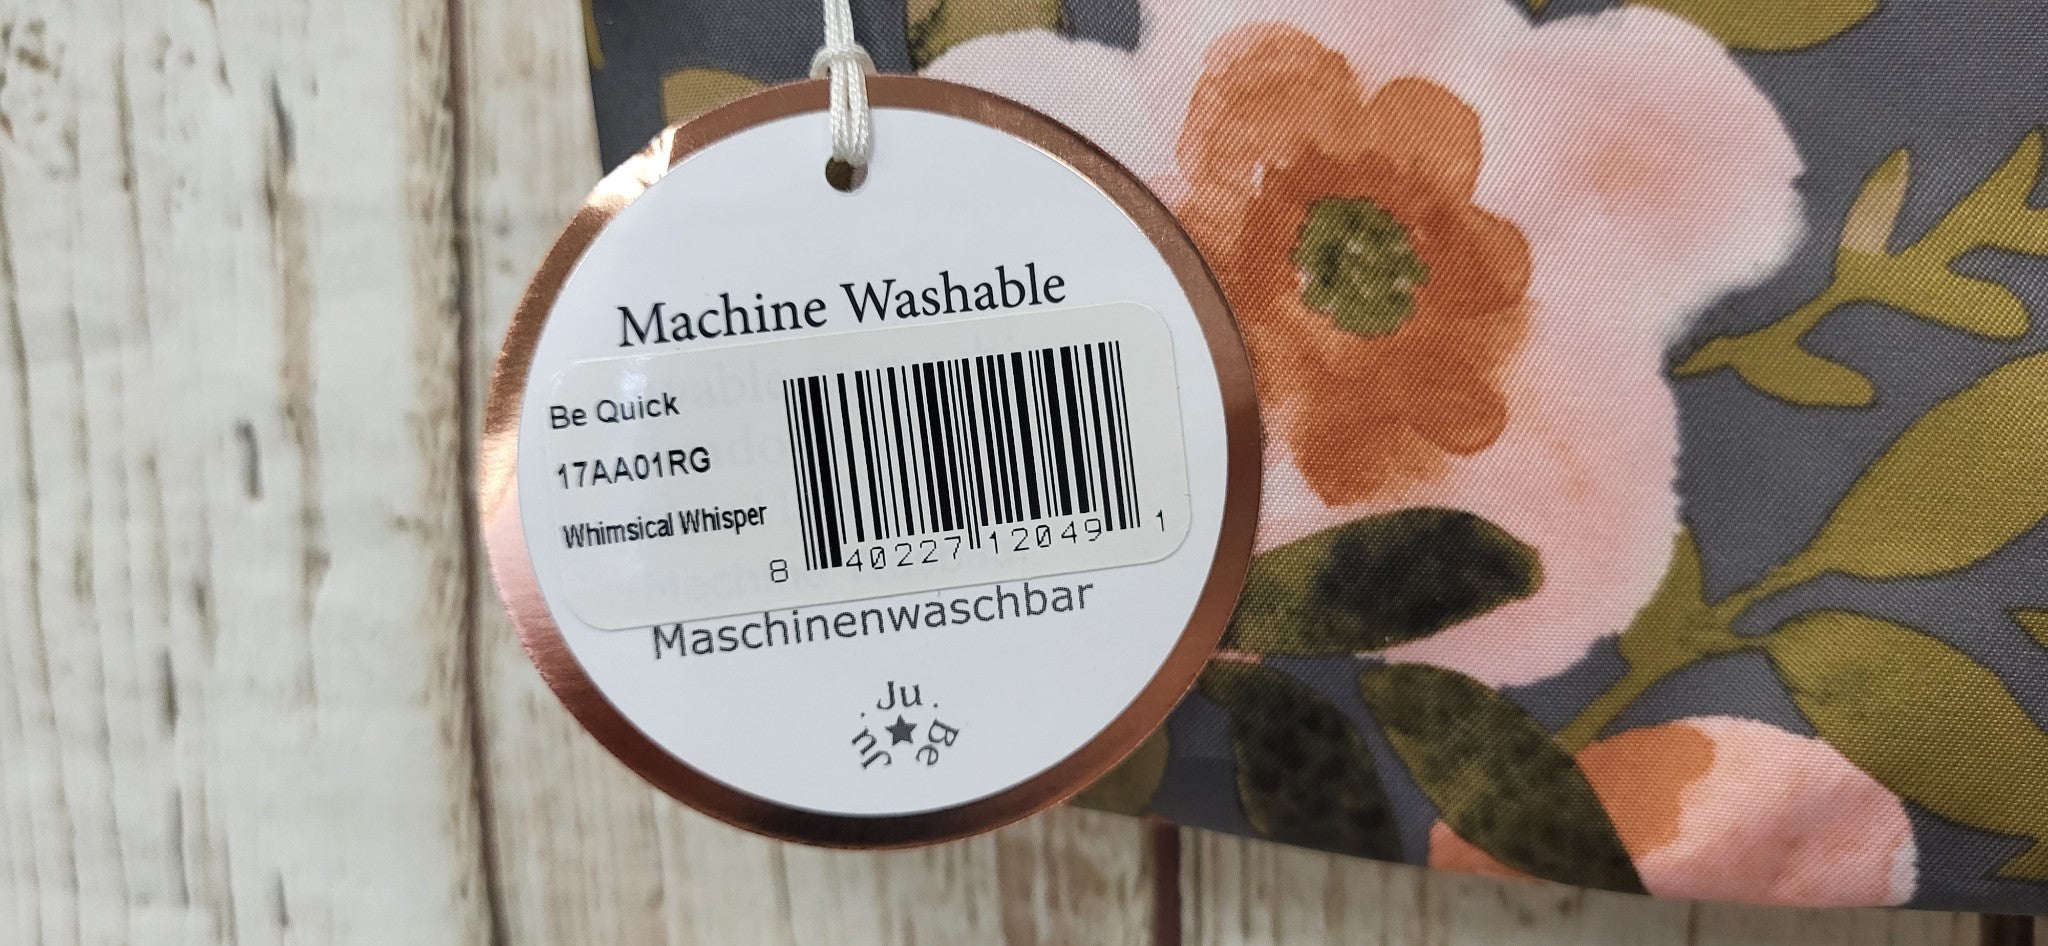 Machine Washable
Be Quick
17AA01RG
Whimsical Whisper
8 40227 12049 1
Maschinenwaschbar
Ju . Be . Ju .